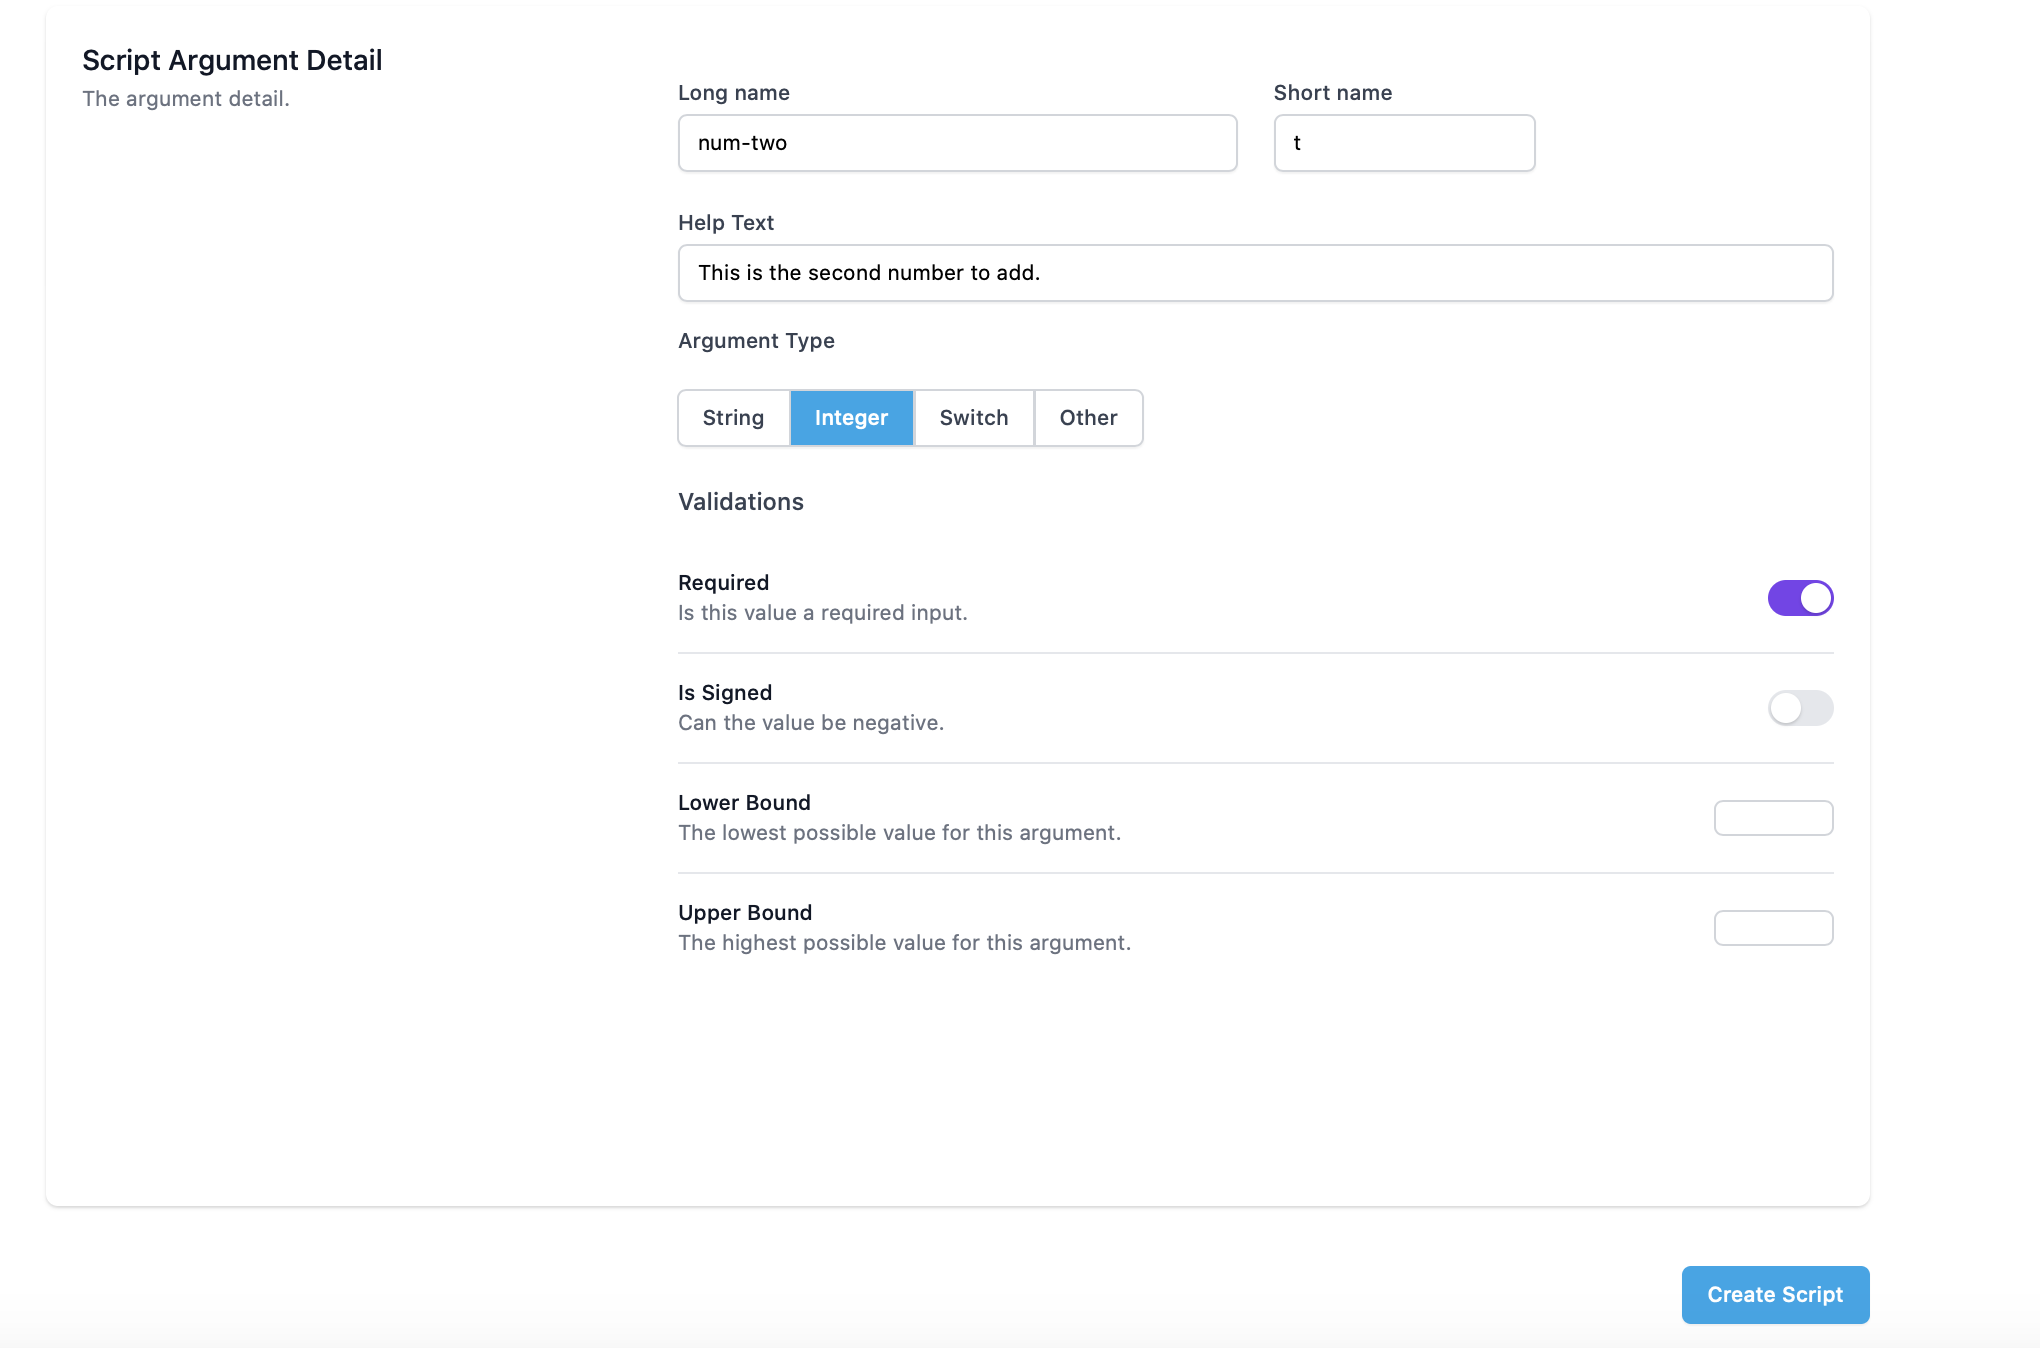 Script Argument Detail
The argument detail.
Long name
Short name
num-two
t
Help Text
This is the second number to add.
Argument Type
String
Integer
Switch
Other
Validations
Required
Is this value a required input.
Is Signed
Can the value be negative.
Lower Bound
The lowest possible value for this argument.
Upper Bound
The highest possible value for this argument.
Create Script